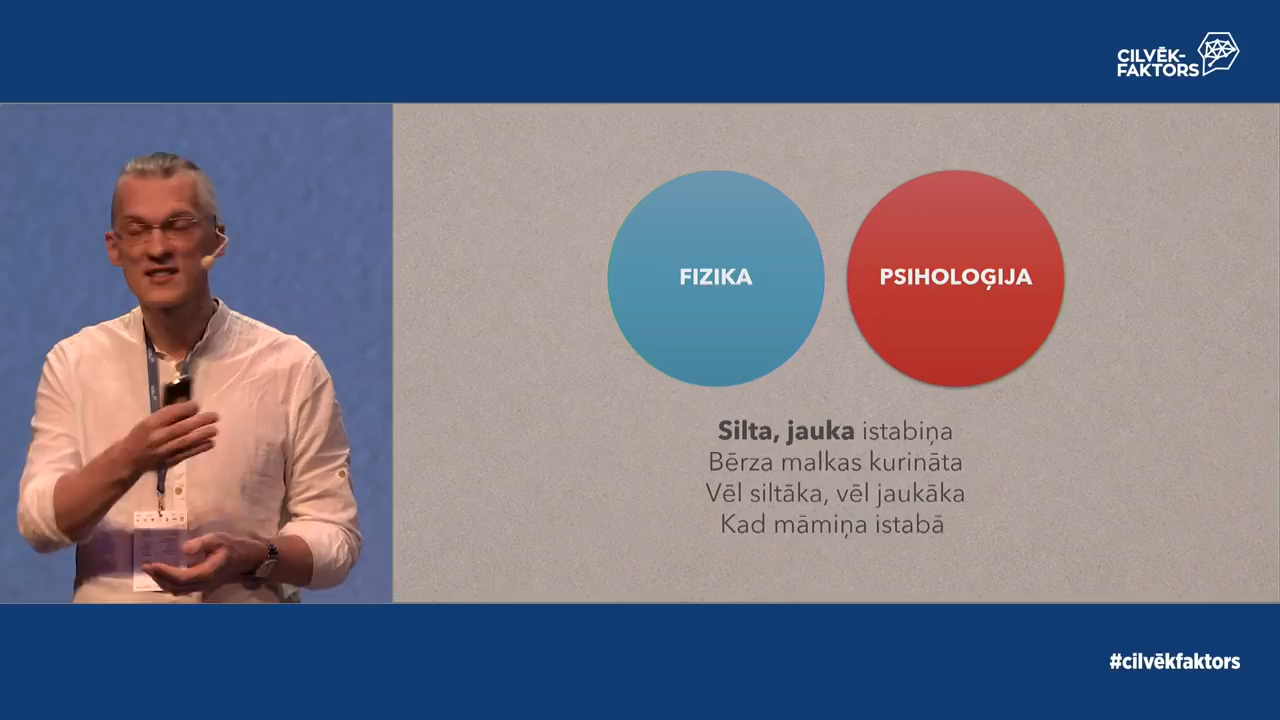 CILVĒK-
FAKTORS
FIZIKA
PSIHOLOĢIJA
Silta, jauka istabiņa
Bērza malkas kurināta
Vēl siltāka, vēl jaukāka
Kad māmiņa istabā
#cilvēkfaktors